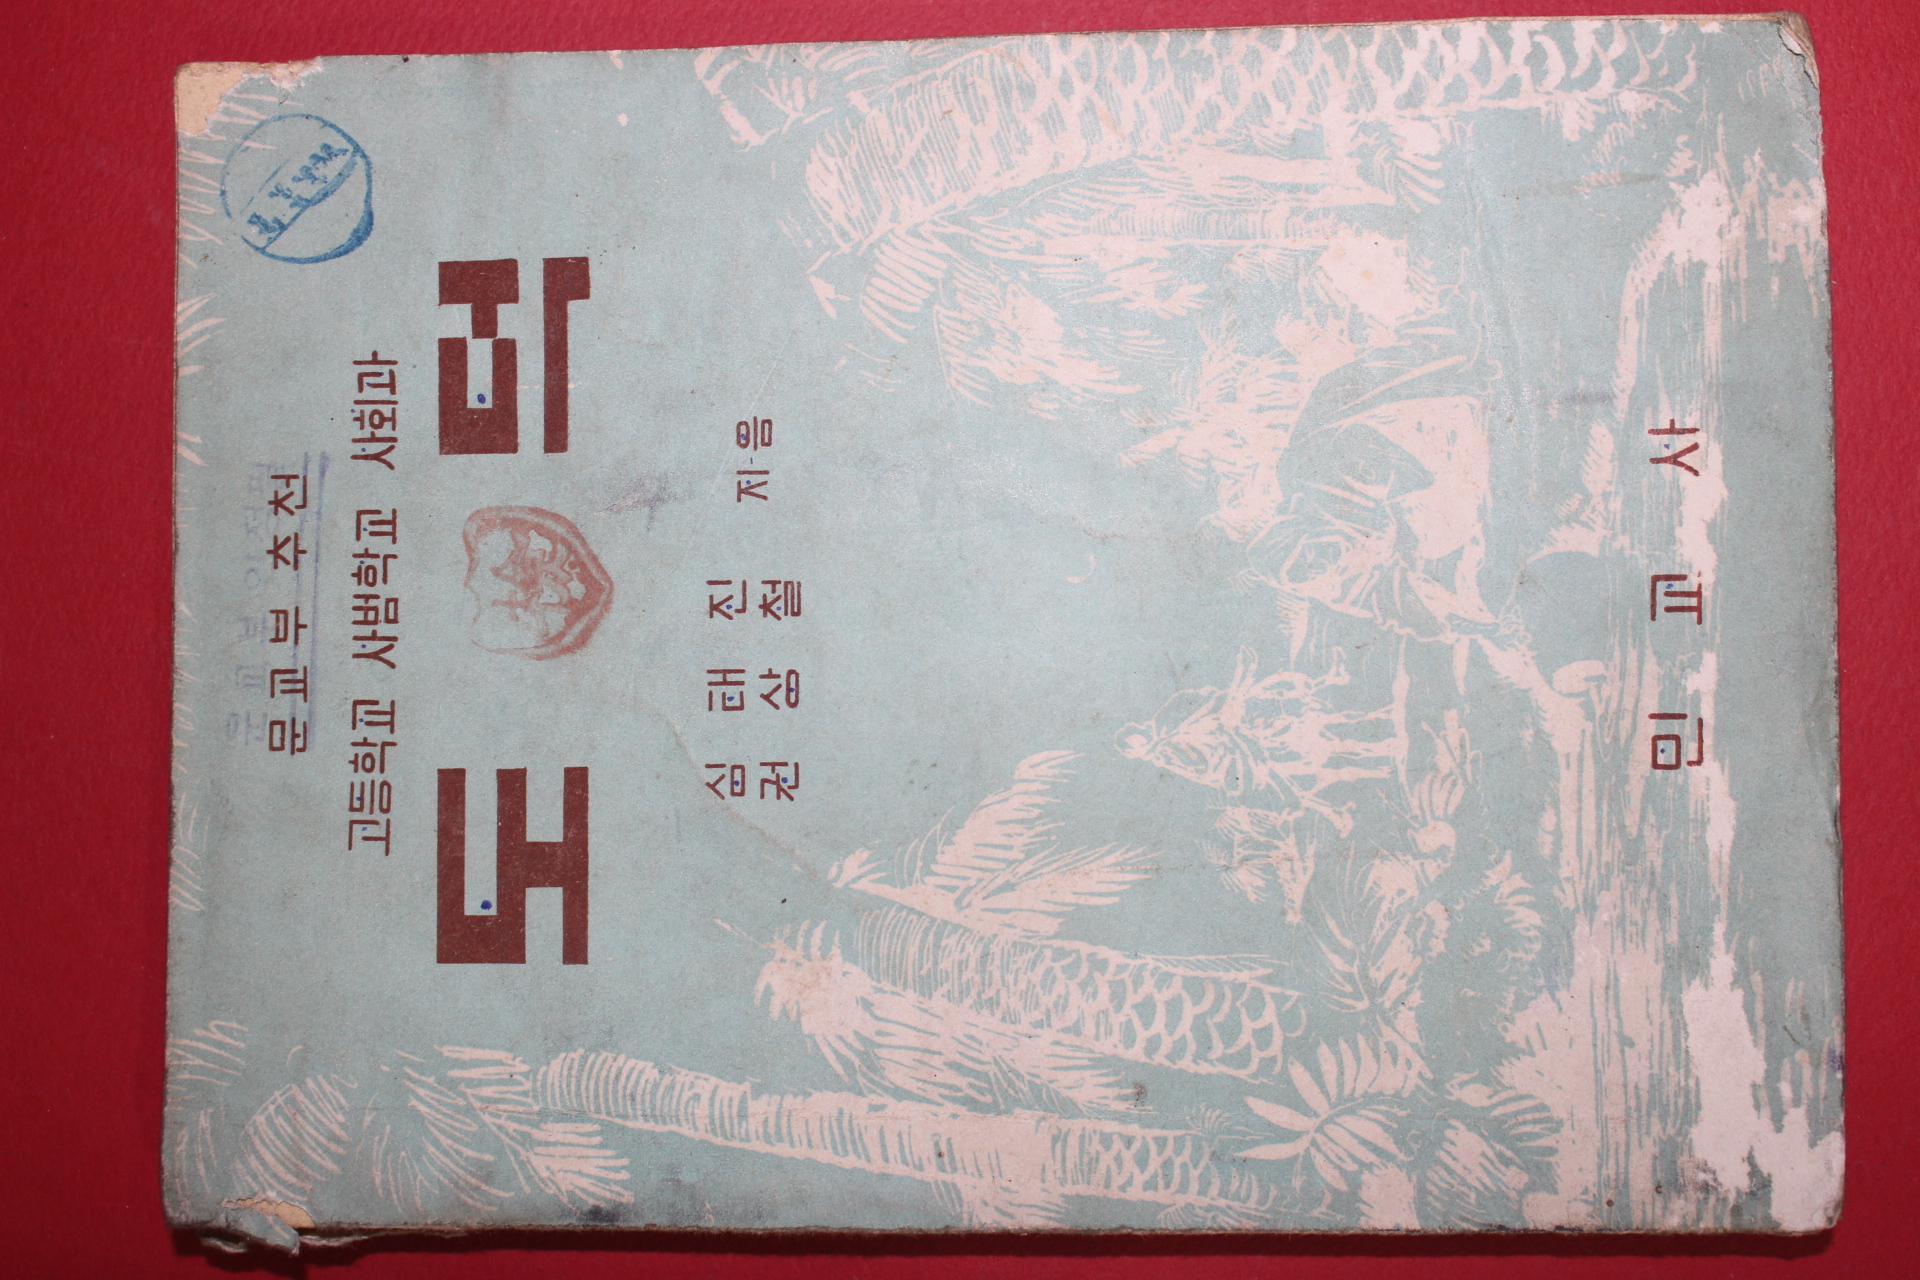 문교부 추천
고등학교 사범학교 사회과
도덕
심태진
권상철
지음
민교사